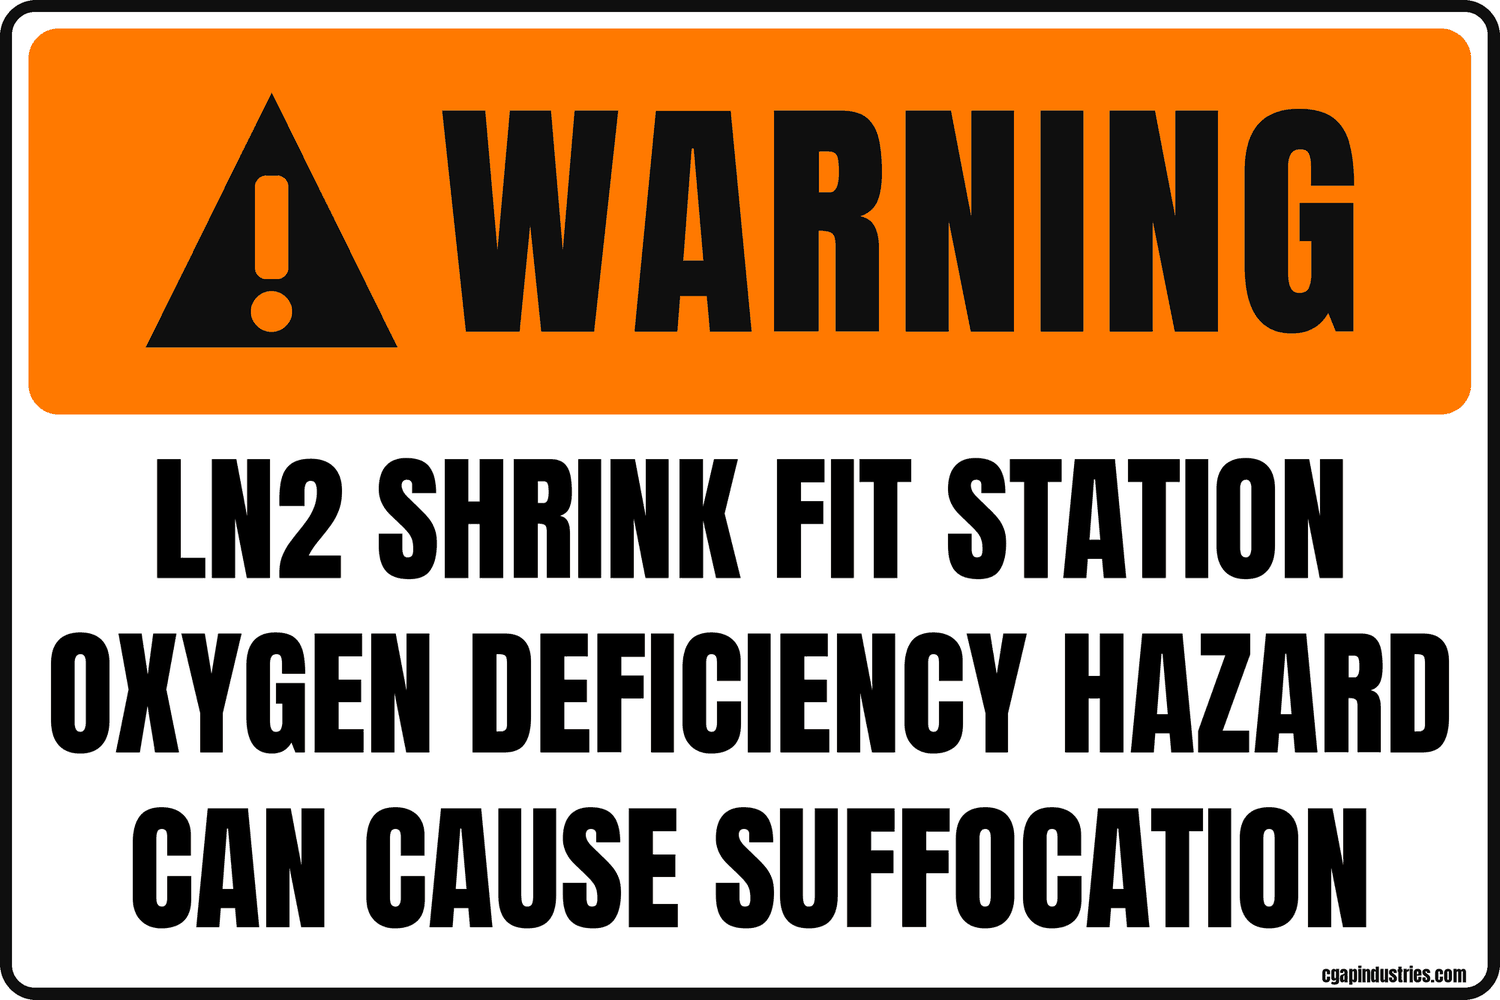 WARNING
LN2 SHRINK FIT STATION
OXYGEN DEFICIENCY HAZARD
CAN CAUSE SUFFOCATION
cgapindustries.com